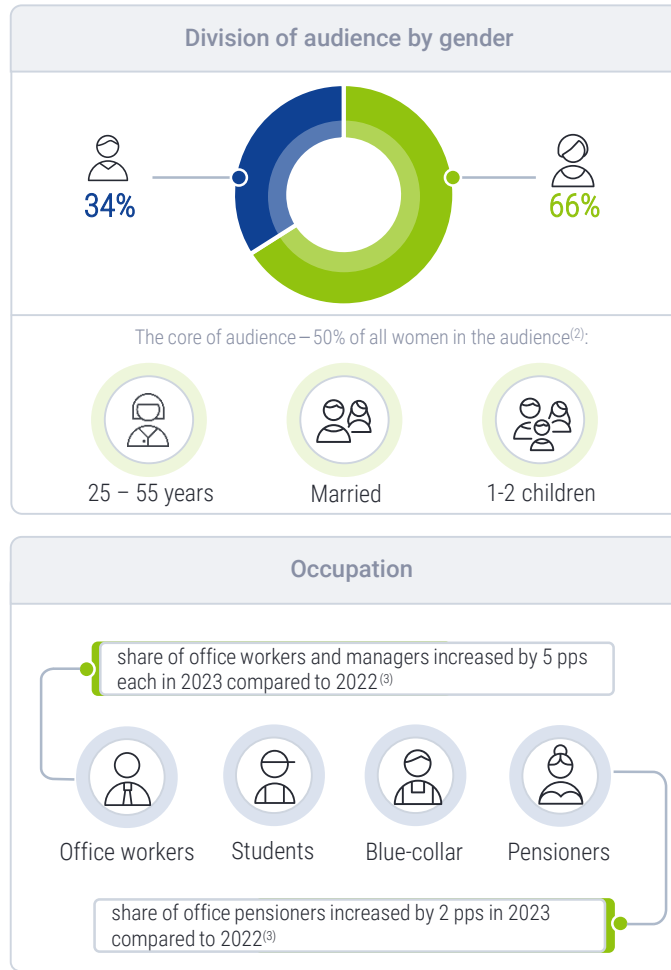 Division of audience by gender
34%
66%
The core of audience – 50% of all women in the audience(2):
25 – 55 years
Married
1-2 children
Occupation
share of office workers and managers increased by 5 pps
each in 2023 compared to 2022(3)
Office workers
Students
Blue-collar
Pensioners
share of office pensioners increased by 2 pps in 2023
compared to 2022(3)